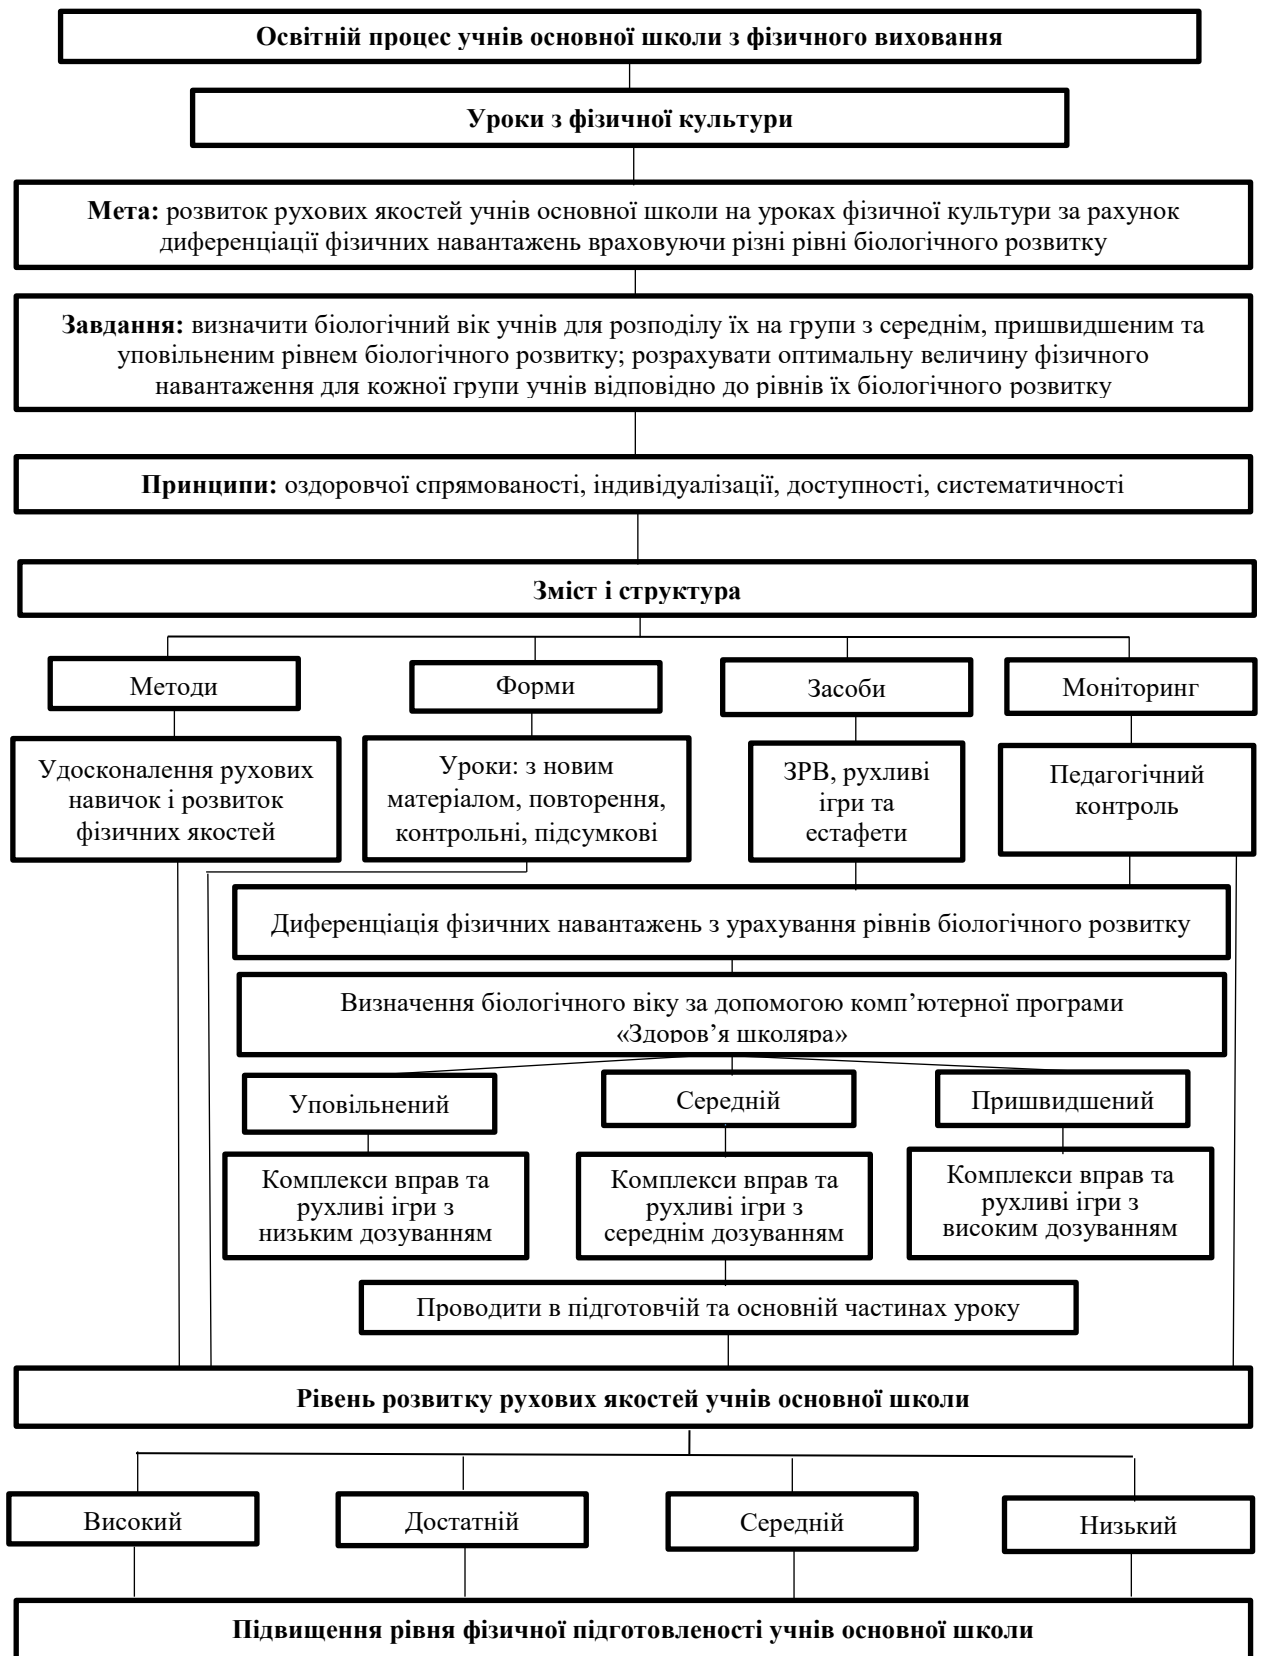 Освітній процес учнів основної школи з фізичного виховання
Уроки з фізичної культури
Мета: розвиток рухових якостей учнів основної школи на уроках фізичної культури за рахунок
диференціації фізичних навантажень враховуючи різні рівні біологічного розвитку
Завдання: визначити біологічний вік учнів для розподілу їх на групи з середнім, пришвидшеним та
уповільненим рівнем біологічного розвитку; розрахувати оптимальну величину фізичного
навантаження для кожної групи учнів відповідно до рівнів їх біологічного розвитку
Принципи: оздоровчої спрямованості, індивідуалізації, доступності, систематичності
Зміст і структура
Методи
Форми
Засоби
Моніторинг
Удосконалення рухових
навичок і розвиток
фізичних якостей
Уроки: з новим
матеріалом, повторення,
контрольні, підсумкові
ЗРВ, рухливі
ігри та
естафети
Педагогічний
контроль
Диференціація фізичних навантажень з урахування рівнів біологічного розвитку
Визначення біологічного віку за допомогою комп’ютерної програми
«Здоров’я школяра»
Уповільнений
Середній
Пришвидшений
Комплекси вправ та
рухливі ігри з
низьким дозуванням
Комплекси вправ та
рухливі ігри з
середнім дозуванням
Комплекси вправ та
рухливі ігри з
високим дозуванням
Проводити в підготовчій та основній частинах уроку
Рівень розвитку рухових якостей учнів основної школи
Високий
Достатній
Середній
Низький
Підвищення рівня фізичної підготовленості учнів основної школи